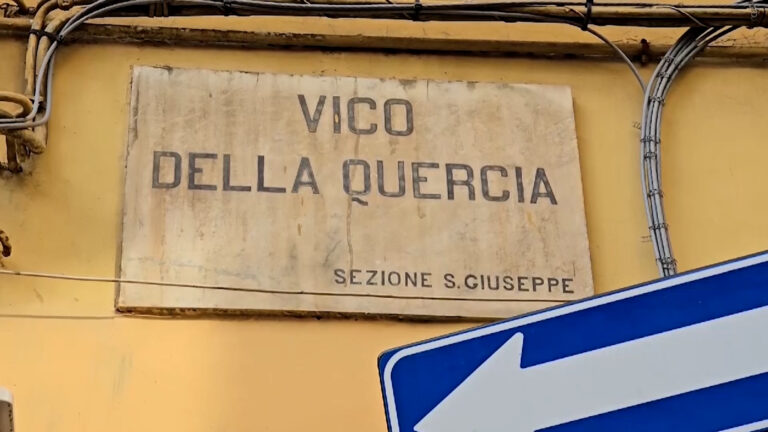 VICO
DELLA QUERCIA
SEZIONE S. GIUSEPPE